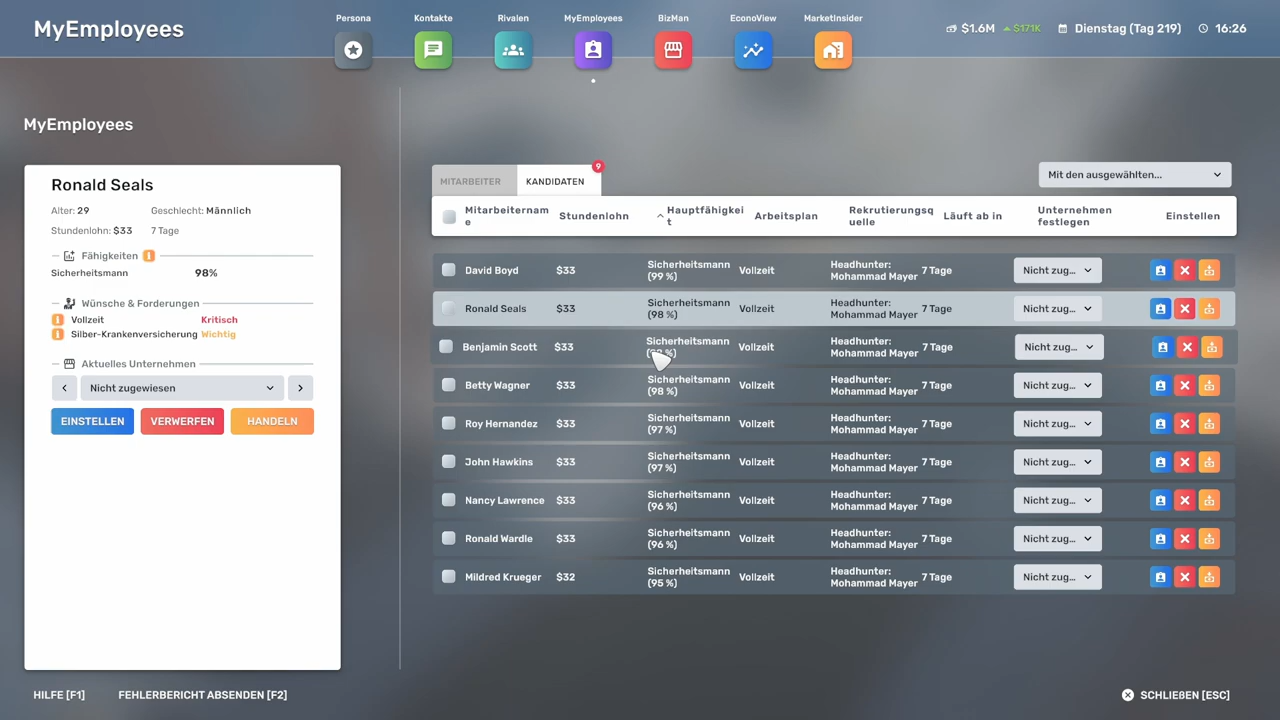 MyEmployees
Persona
Kontakte
Rivalen
MyEmployees
BizMan
EconoView
MarketInsider
$1.6M
$171K
Dienstag (Tag 219)
16:26
MyEmployees
Ronald Seals
Alter: 29
Geschlecht: Männlich
Stundenlohn: $33
7 Tage
Fähigkeiten
Sicherheitsmann 98%
Wünsche & Forderungen
Vollzeit Kritisch
Silber-Krankenversicherung Wichtig
Aktuelles Unternehmen
Nicht zugewiesen
EINSTELLEN
VERWERFEN
HANDELN
MITARBEITER
KANDIDATEN
9
Mit den ausgewählten...
Mitarbeiternam
e
Stundenlohn
Hauptfähigkei
t
Arbeitsplan
Rekrutierungsq
uelle
Läuft ab in
Unternehmen
festlegen
Einstellen
David Boyd $33 Sicherheitsmann (99 %) Vollzeit Headhunter: Mohammad Mayer 7 Tage Nicht zug...
Ronald Seals $33 Sicherheitsmann (98 %) Vollzeit Headhunter: Mohammad Mayer 7 Tage Nicht zug...
Benjamin Scott $33 Sicherheitsmann Vollzeit Headhunter: Mohammad Mayer 7 Tage Nicht zug...
Betty Wagner $33 Sicherheitsmann (98 %) Vollzeit Headhunter: Mohammad Mayer 7 Tage Nicht zug...
Roy Hernandez $33 Sicherheitsmann (97 %) Vollzeit Headhunter: Mohammad Mayer 7 Tage Nicht zug...
John Hawkins $33 Sicherheitsmann (97 %) Vollzeit Headhunter: Mohammad Mayer 7 Tage Nicht zug...
Nancy Lawrence $33 Sicherheitsmann (96 %) Vollzeit Headhunter: Mohammad Mayer 7 Tage Nicht zug...
Ronald Wardle $33 Sicherheitsmann (96 %) Vollzeit Headhunter: Mohammad Mayer 7 Tage Nicht zug...
Mildred Krueger $32 Sicherheitsmann (95 %) Vollzeit Headhunter: Mohammad Mayer 7 Tage Nicht zug...
HILFE [F1]
FEHLERBERICHT ABSENDEN [F2]
SCHLIEẞEN [ESC]